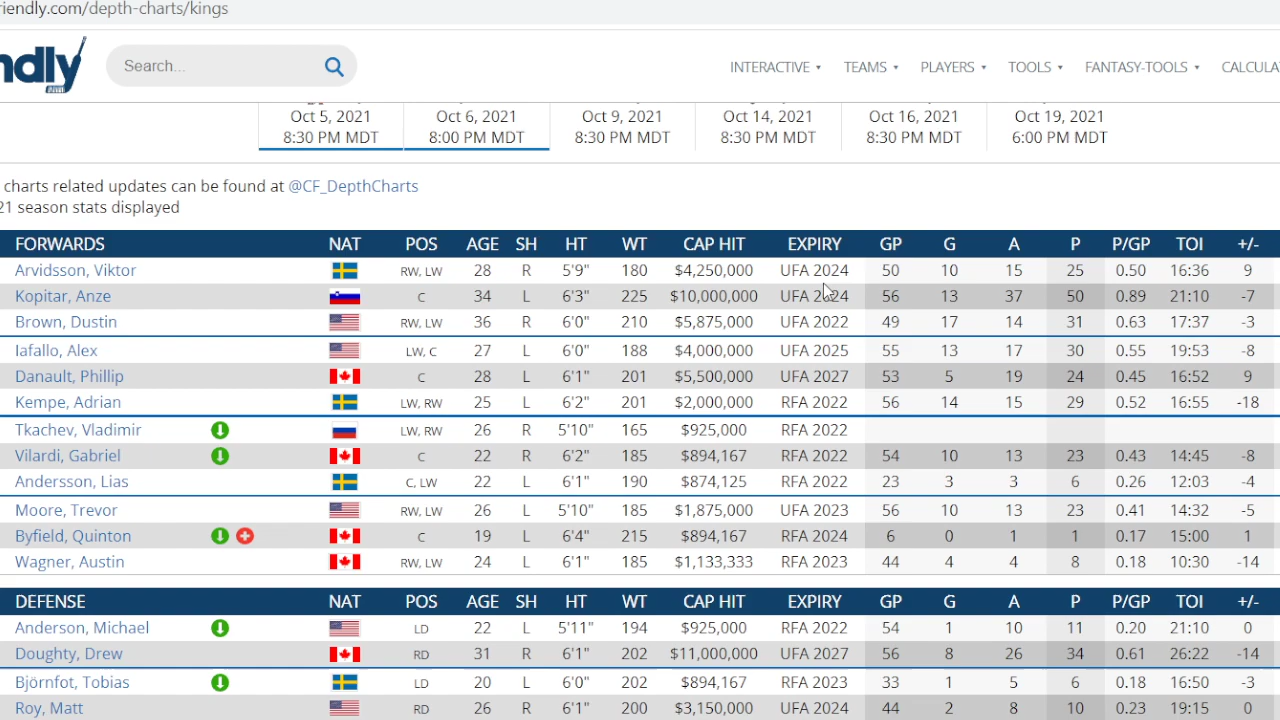 iendly.com/depth-charts/kings
ndly Search... INTERACTIVE TEAMS PLAYERS TOOLS FANTASY-TOOLS CALCULA
Oct 5, 2021 Oct 6, 2021 Oct 9, 2021 Oct 14, 2021 Oct 16, 2021 Oct 19, 2021
8:30 PM MDT 8:00 PM MDT 8:30 PM MDT 8:30 PM MDT 8:30 PM MDT 6:00 PM MDT
charts related updates can be found at @CF_DepthCharts
21 season stats displayed
FORWARDS NAT POS AGE SH HT WT CAP HIT EXPIRY GP G A P P/GP TOI +/-
Arvidsson, Viktor RW, LW 28 R 5'9" 180 $4,250,000 UFA 2024 50 10 15 25 0.50 16:36 9
Kopitar, Anze C 34 L 6'3" 225 $10,000,000 UFA 2024 56 13 37 50 0.89 21:10 -7
Brown, Dustin RW, LW 36 R 6'0" 210 $5,875,000 UFA 2022 49 17 14 31 0.63 17:37 -3
Iafallo, Alex LW, C 27 L 6'0" 188 $4,000,000 UFA 2025 55 13 17 30 0.55 19:53 -8
Danault, Phillip C 28 L 6'1" 201 $5,500,000 UFA 2027 53 5 19 24 0.45 16:52 9
Kempe, Adrian LW, RW 25 L 6'2" 201 $2,000,000 RFA 2022 56 14 15 29 0.52 16:55 -18
Tkachev, Vladimir LW, RW 26 R 5'10" 165 $925,000 RFA 2022
Vilardi, Gabriel C 22 R 6'2" 185 $894,167 RFA 2022 54 10 13 23 0.43 14:45 -8
Andersson, Lias C, LW 22 L 6'1" 190 $874,125 RFA 2022 23 3 3 6 0.26 12:03 -4
Moore, Trevor RW, LW 26 L 5'10" 185 $1,875,000 RFA 2023 56 10 13 23 0.41 14:32 -5
Byfield, Quinton C 19 L 6'4" 215 $894,167 RFA 2024 6 0 1 1 0.17 15:00 1
Wagner, Austin RW, LW 24 L 6'1" 185 $1,133,333 RFA 2023 44 4 4 8 0.18 10:30 -14
DEFENSE NAT POS AGE SH HT WT CAP HIT EXPIRY GP G A P P/GP TOI +/-
Anderson, Michael LD 22 L 5'11" 194 $925,000 RFA 2022 54 1 10 11 0.20 21:10 0
Doughty, Drew RD 31 R 6'1" 202 $11,000,000 UFA 2027 56 8 26 34 0.61 26:22 -14
Björnfot, Tobias LD 20 L 6'0" 202 $894,167 RFA 2023 33 1 5 6 0.18 16:50 -3
Roy, Matt RD 26 R 6'1" 200 $3,150,000 UFA 2024 44 2 8 10 0.23 19:15 0